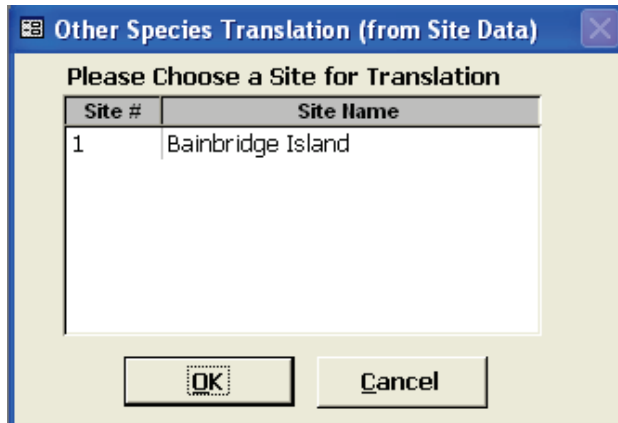 Other Species Translation (from Site Data)
Please Choose a Site for Translation
Site # Site Name
1 Bainbridge Island
OK Cancel